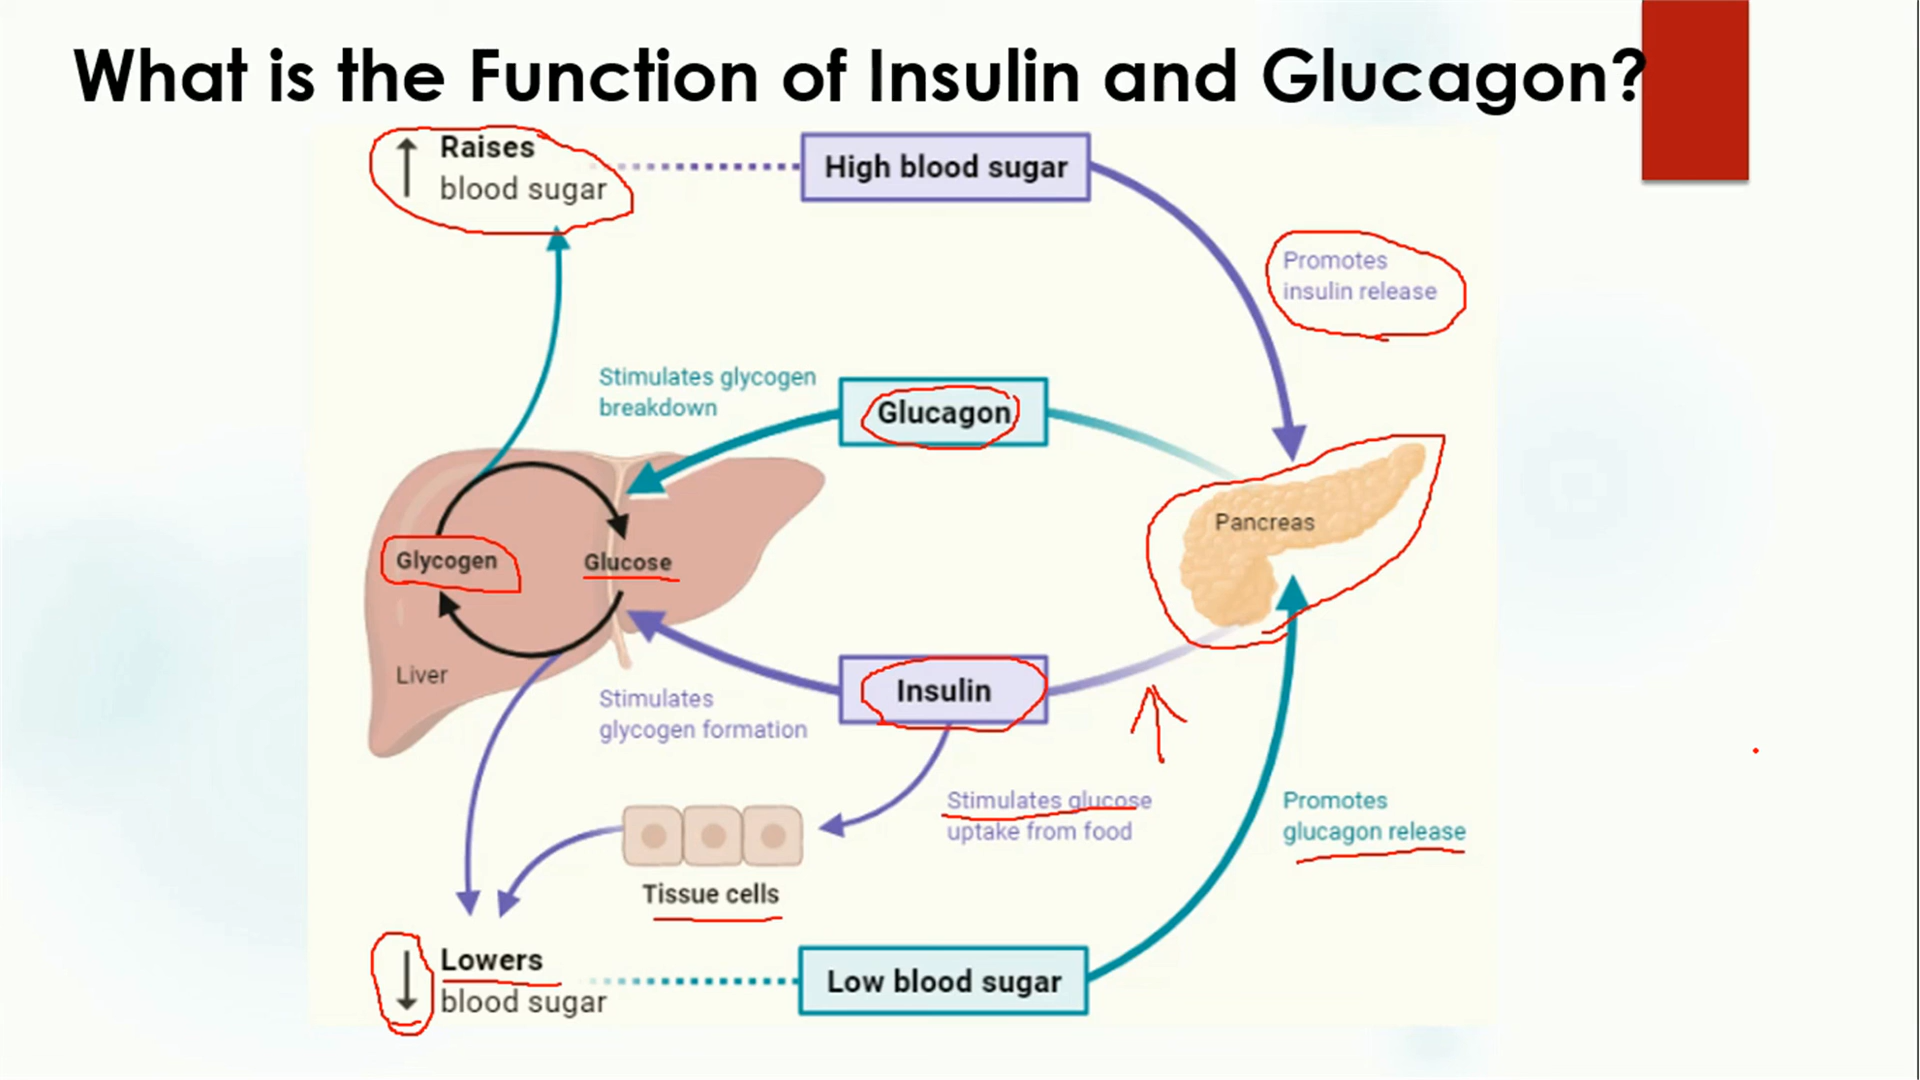 What is the Function of Insulin and Glucagon?
Raises
blood sugar
High blood sugar
Promotes
insulin release
Stimulates glycogen
breakdown
Glucagon
Pancreas
Glycogen
Glucose
Liver
Stimulates
glycogen formation
Insulin
Stimulates glucose
uptake from food
Promotes
glucagon release
Tissue cells
Lowers
blood sugar
Low blood sugar